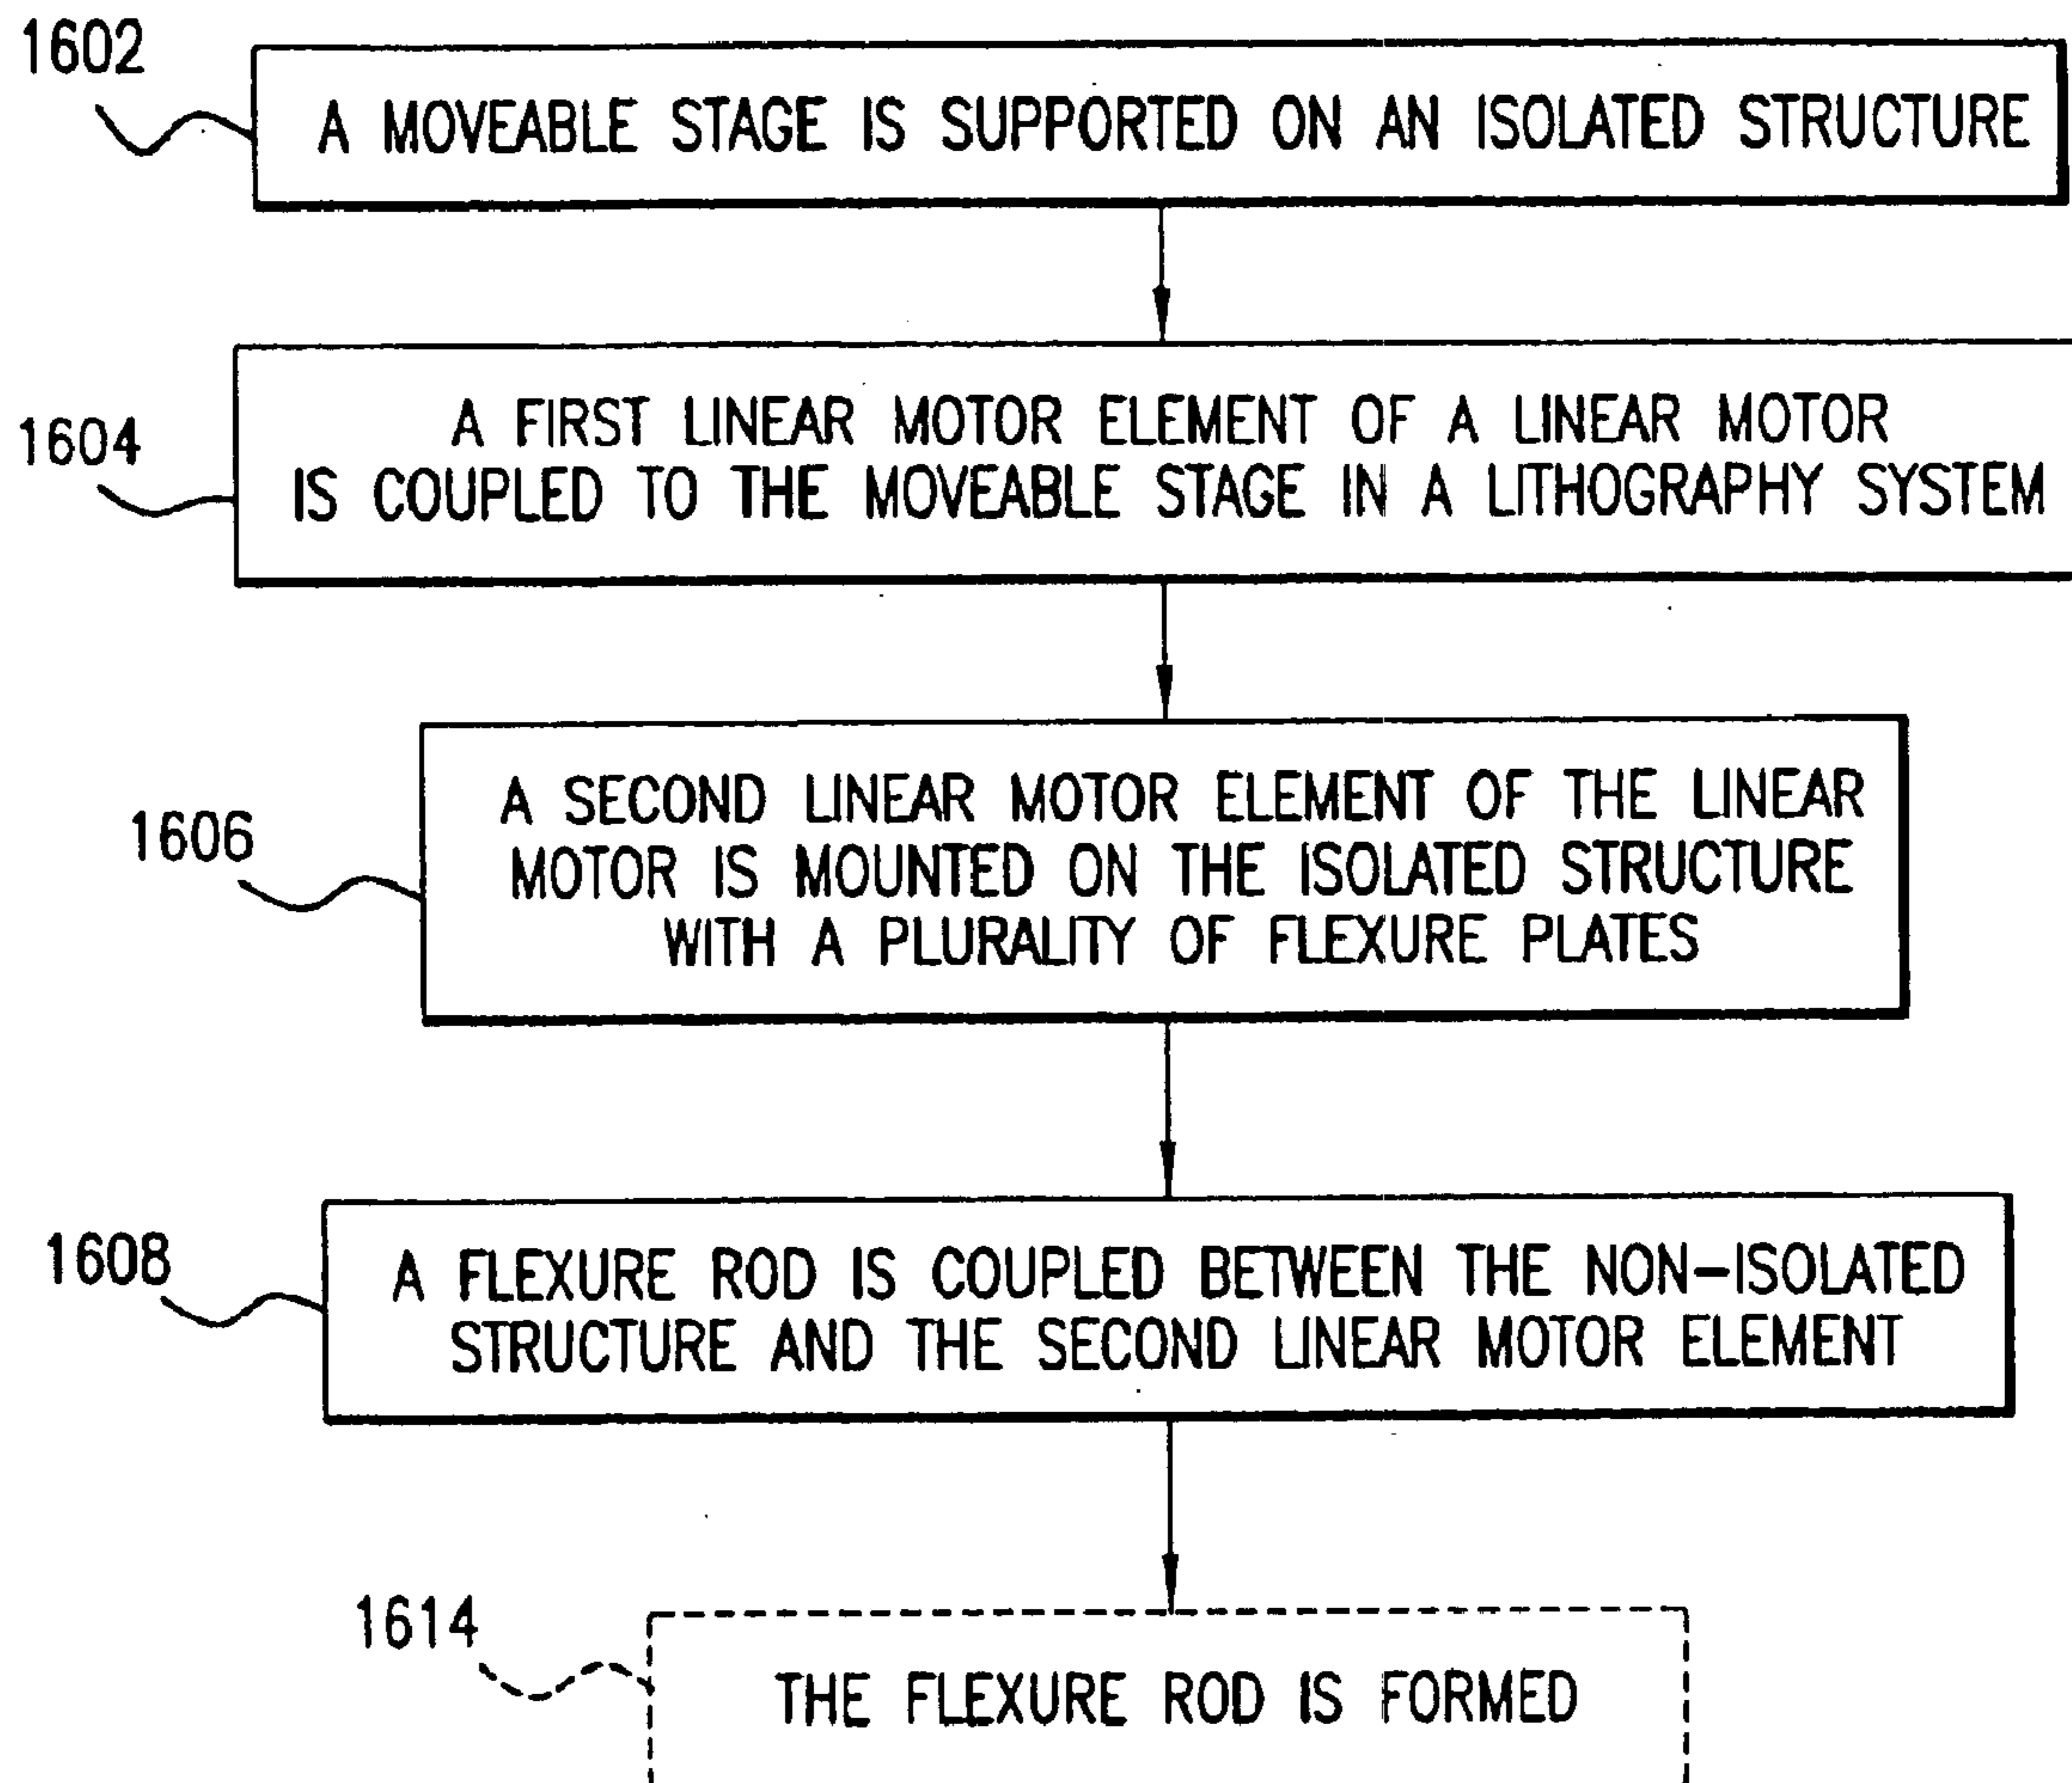 1602
A MOVEABLE STAGE IS SUPPORTED ON AN ISOLATED STRUCTURE
1604
A FIRST LINEAR MOTOR ELEMENT OF A LINEAR MOTOR
IS COUPLED TO THE MOVEABLE STAGE IN A LITHOGRAPHY SYSTEM
1606
A SECOND LINEAR MOTOR ELEMENT OF THE LINEAR
MOTOR IS MOUNTED ON THE ISOLATED STRUCTURE
WITH A PLURALITY OF FLEXURE PLATES
1608
A FLEXURE ROD IS COUPLED BETWEEN THE NON-ISOLATED
STRUCTURE AND THE SECOND LINEAR MOTOR ELEMENT
1614
THE FLEXURE ROD IS FORMED